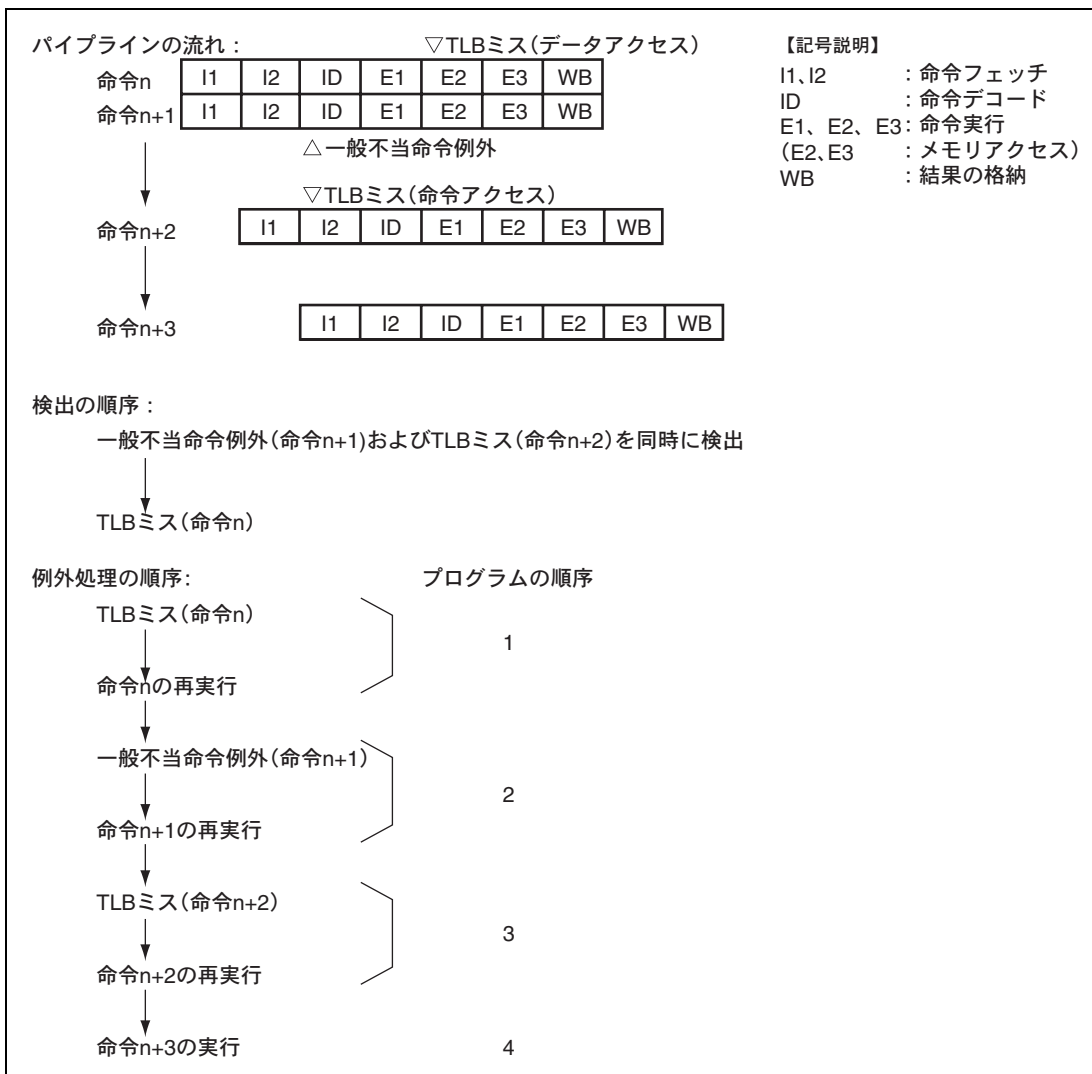 パイプラインの流れ：
▽TLBミス(データアクセス)
命令n I1 I2 ID E1 E2 E3 WB
命令n+1 I1 I2 ID E1 E2 E3 WB
△一般不当命令例外
▽TLBミス(命令アクセス)
命令n+2 I1 I2 ID E1 E2 E3 WB
命令n+3 I1 I2 ID E1 E2 E3 WB
【記号説明】
I1、I2 ：命令フェッチ
ID ：命令デコード
E1、E2、E3：命令実行
(E2、E3 ：メモリアクセス)
WB ：結果の格納
検出の順序：
一般不当命令例外(命令n+1)およびTLBミス(命令n+2)を同時に検出
TLBミス(命令n)
例外処理の順序： プログラムの順序
TLBミス(命令n)
1
命令nの再実行
一般不当命令例外(命令n+1)
2
命令n+1の再実行
TLBミス(命令n+2)
3
命令n+2の再実行
命令n+3の実行 4